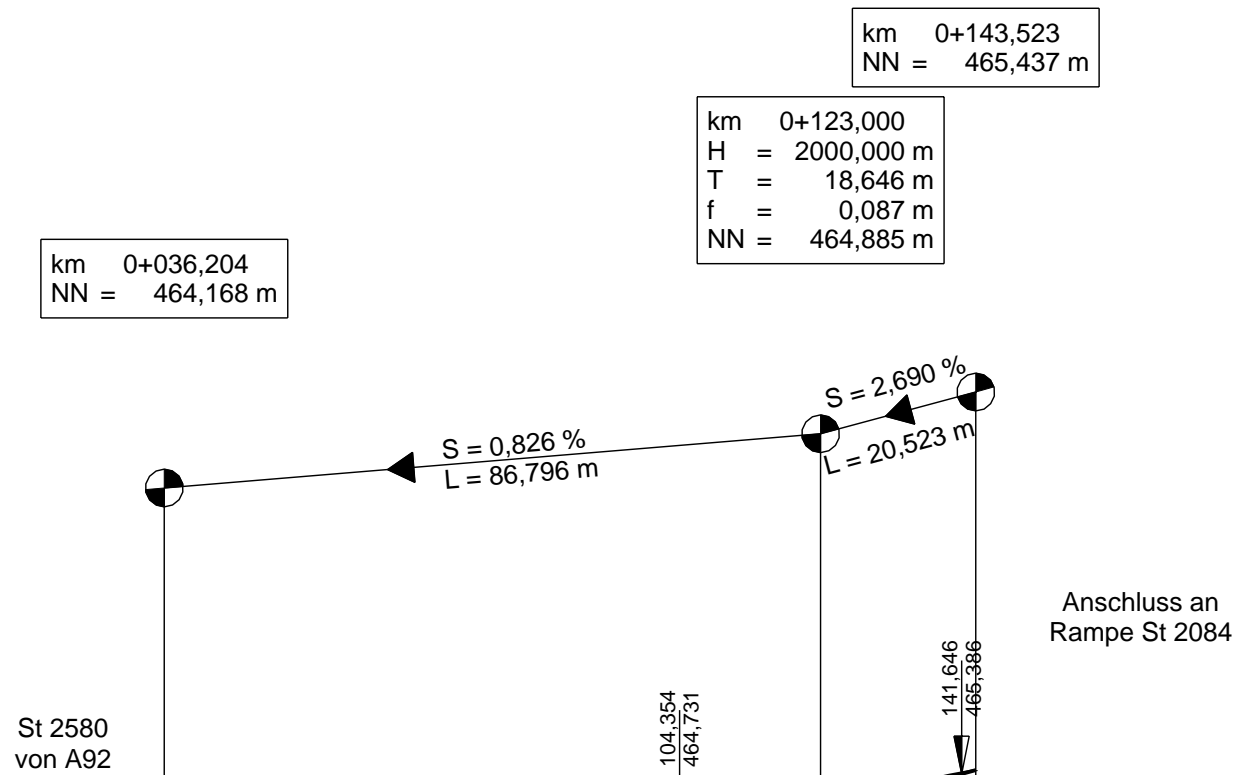 km 0+143,523
NN = 465,437 m
km 0+123,000
H = 2000,000 m
T = 18,646 m
f = 0,087 m
NN = 464,885 m
km 0+036,204
NN = 464,168 m
S = 2,690 %
L = 20,523 m
S = 0,826 %
L = 86,796 m
Anschluss an
Rampe St 2084
141,646
465,386
104,354
464,731
St 2580
von A92